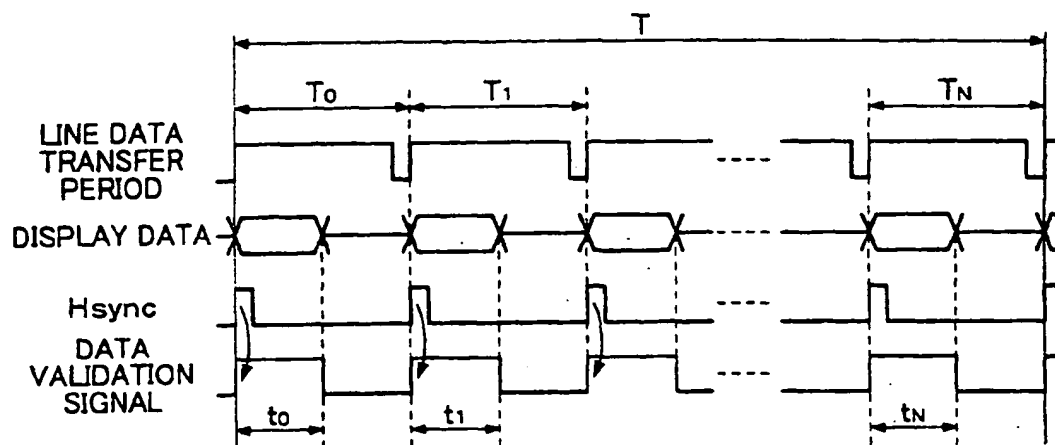 T
T0 T1 TN
LINE DATA
TRANSFER
PERIOD
DISPLAY DATA
Hsync
DATA
VALIDATION
SIGNAL
t0 t1 tN